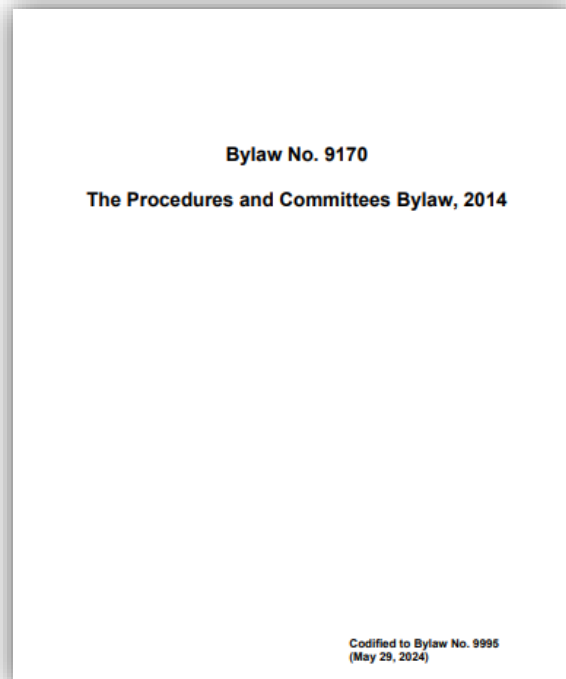 Bylaw No. 9170
The Procedures and Committees Bylaw, 2014
Codified to Bylaw No. 9995
(May 29, 2024)